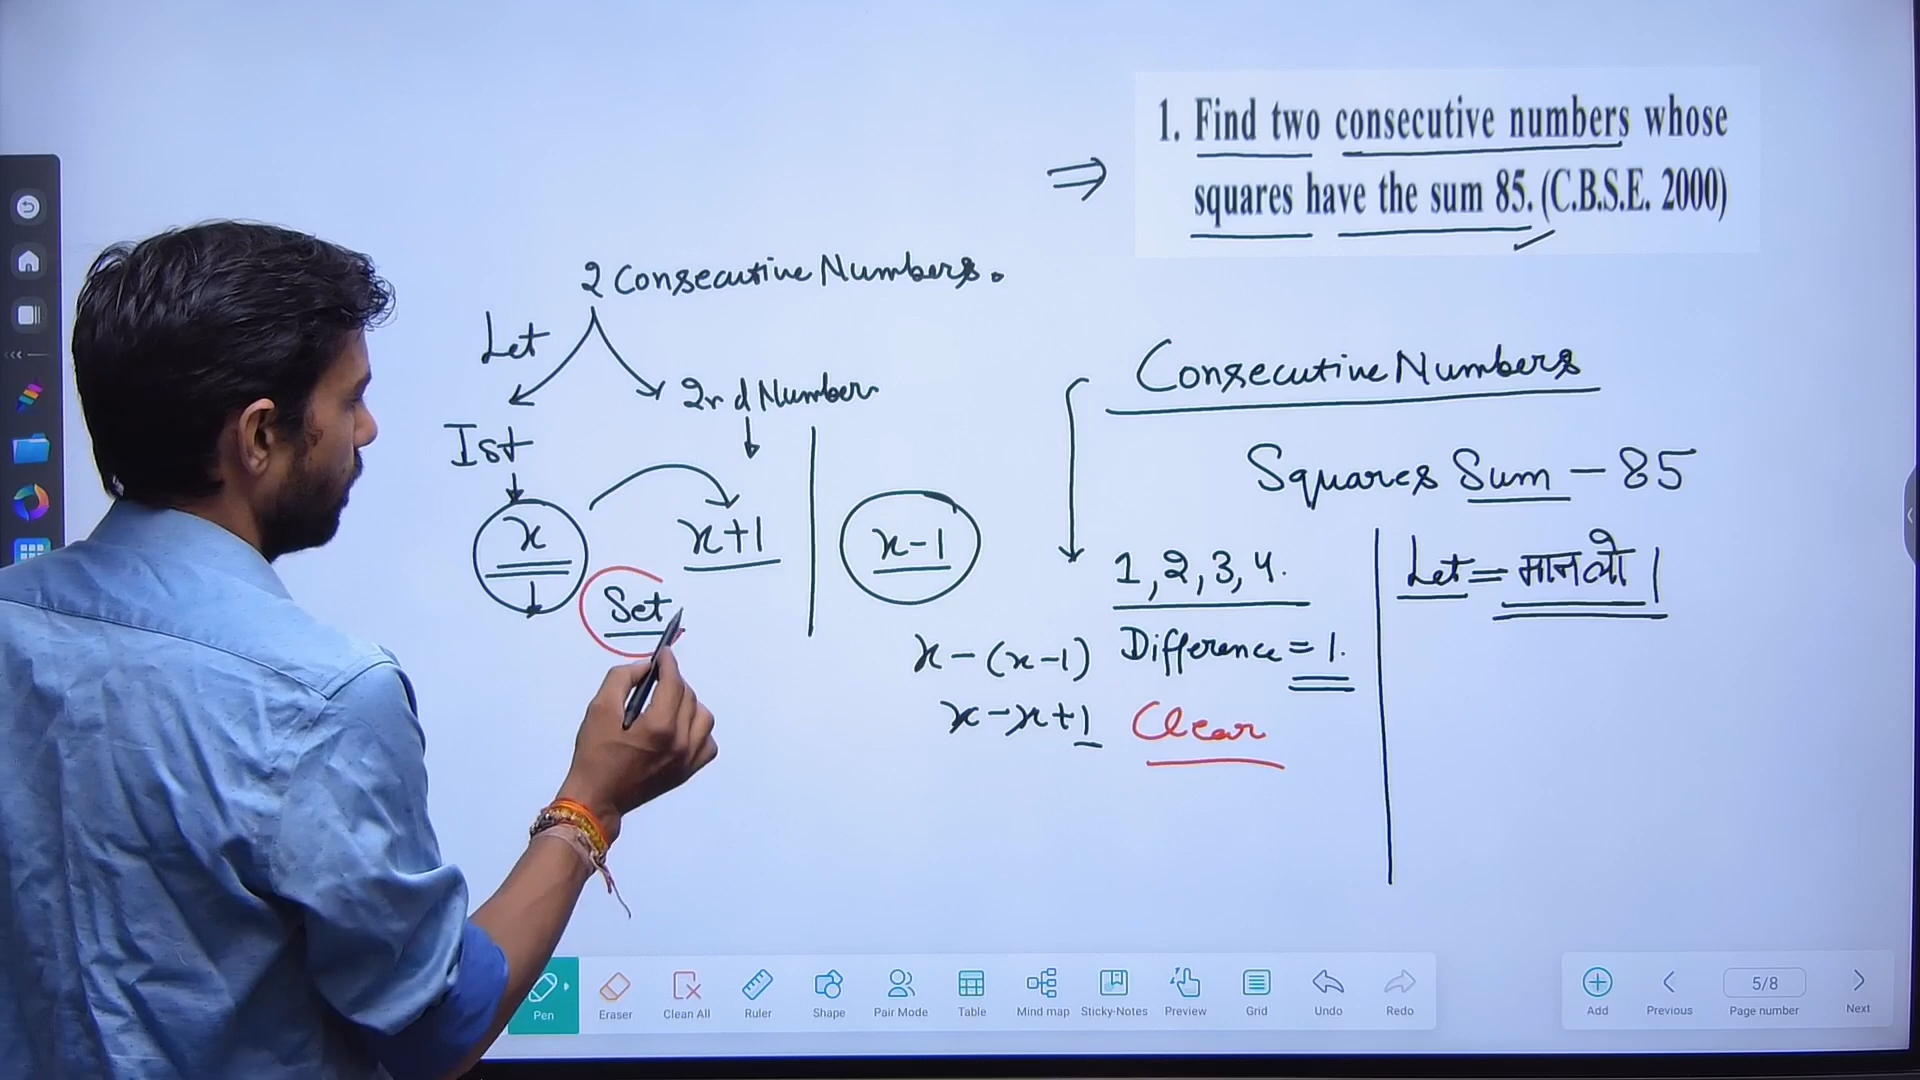 1. Find two consecutive numbers whose
squares have the sum 85. (C.B.S.E. 2000)
2 Consecutive Numbers.
Let
2nd Number
Ist
x
x+1
x-1
Set
Consecutive Numbers
Squares Sum - 85
1, 2, 3, 4.
Let = मान लो |
x - (x-1)
Difference = 1.
x - x + 1
Clear
Pen
Eraser
Clean All
Ruler
Shape
Pair Mode
Table
Mind map
Sticky-Notes
Preview
Grid
Undo
Redo
Add
Previous
5/8
Page number
Next